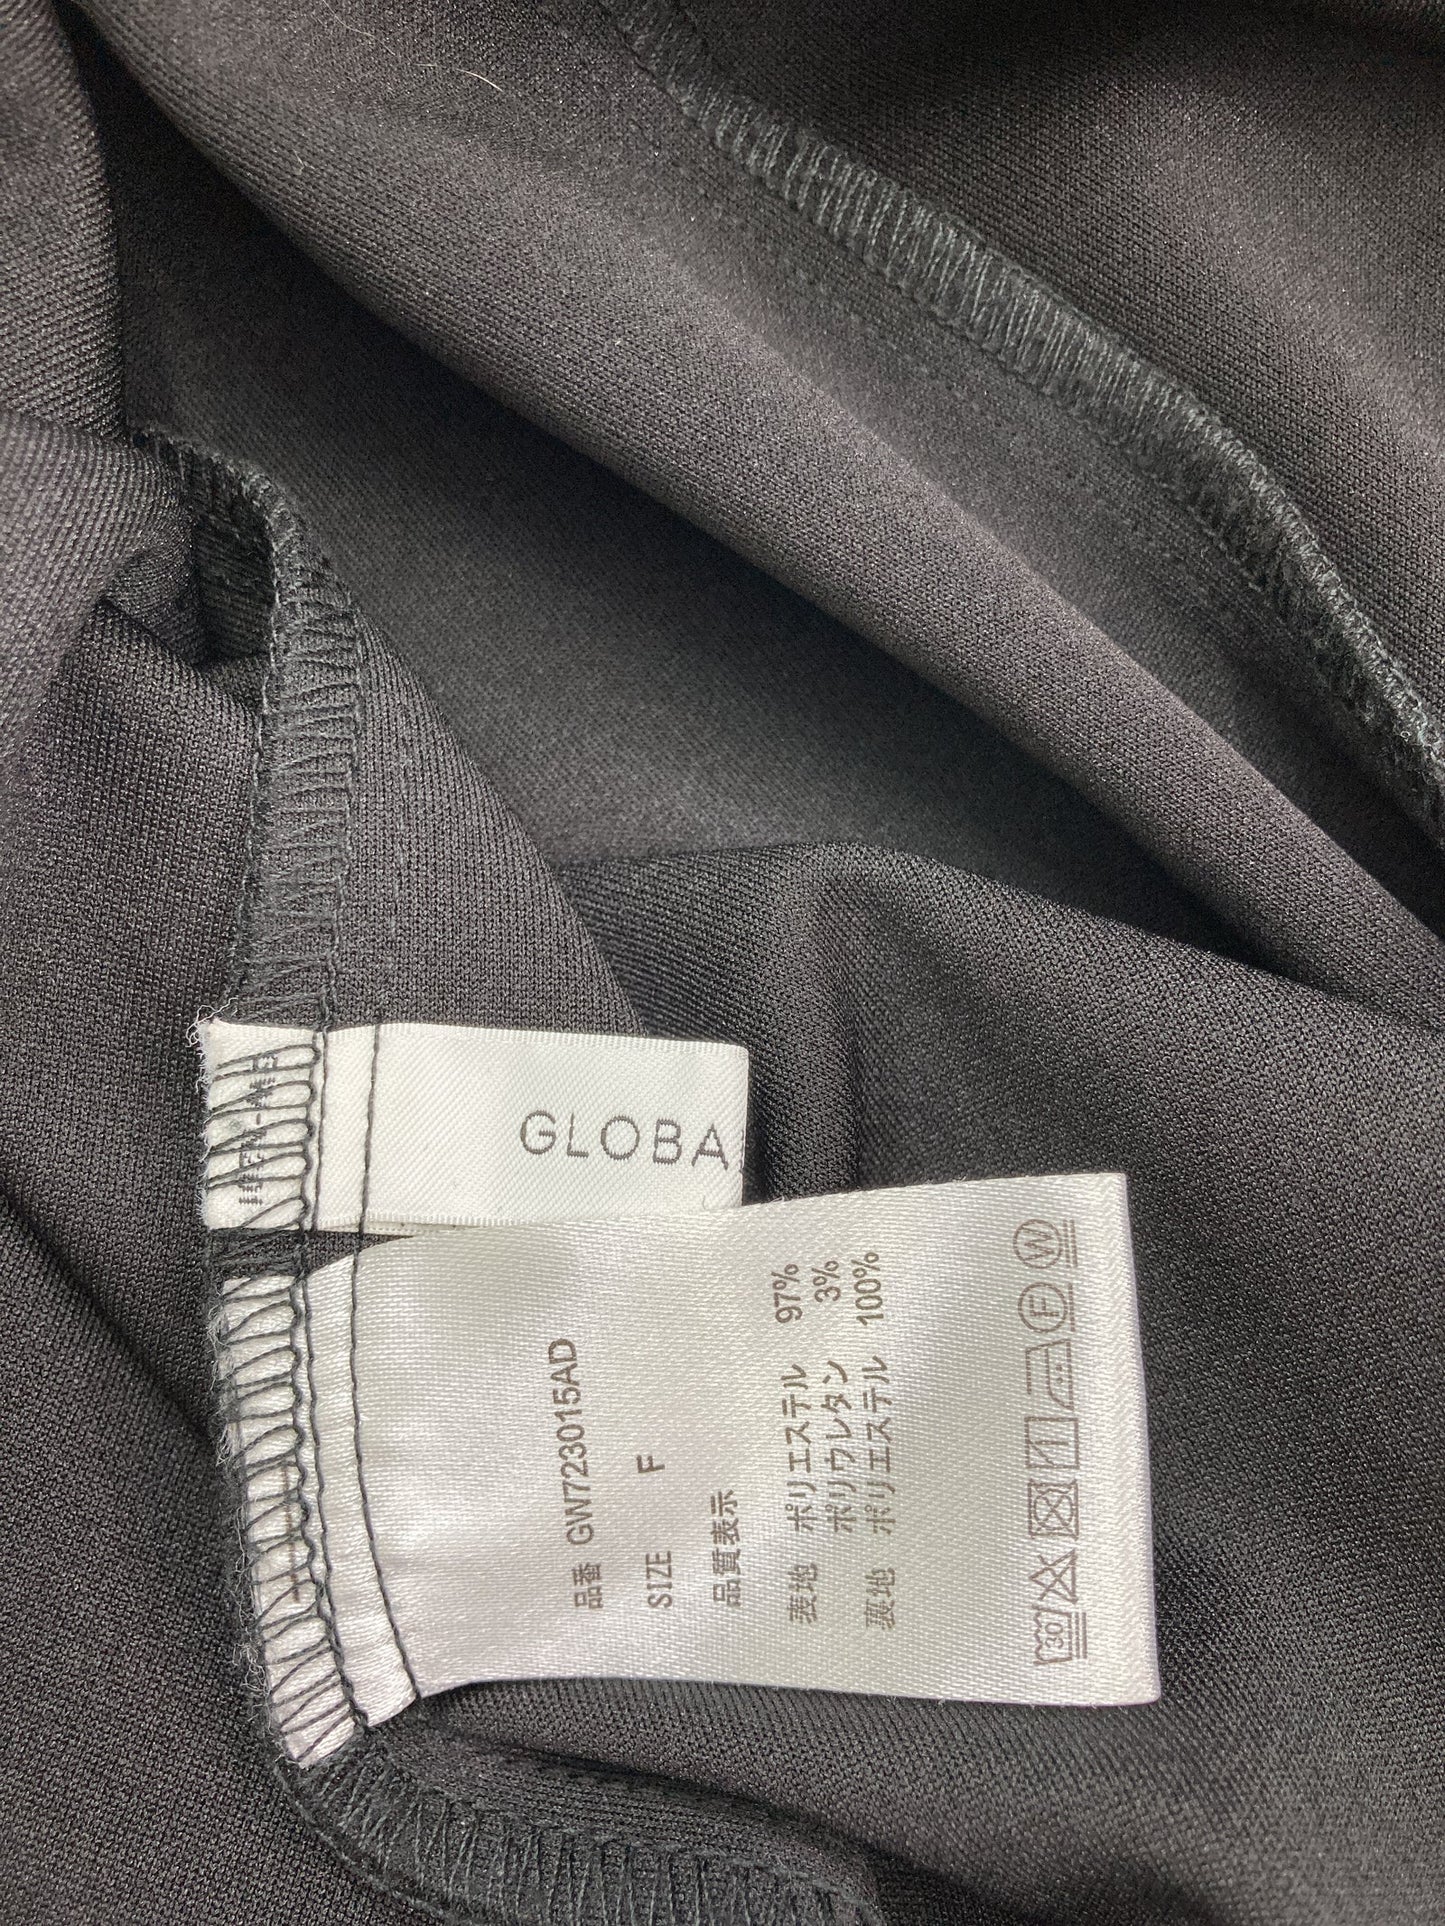 GLOBA
品番 GW723015AD
SIZE F
品質表示
表地 ポリエステル 97%
ポリウレタン 3%
裏地 ポリエステル 100%
30 F W